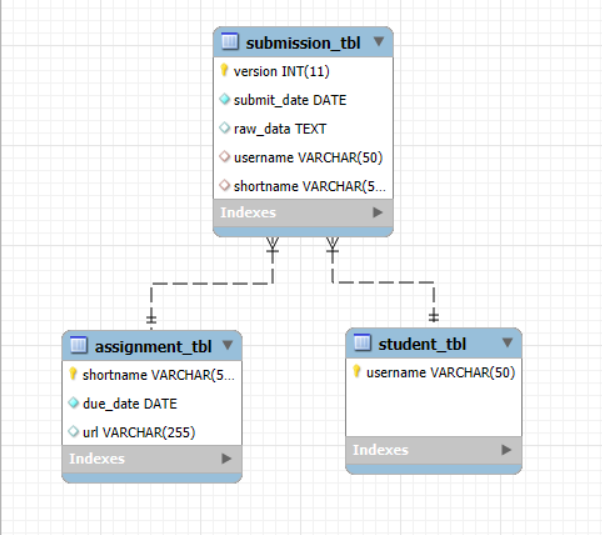 submission_tbl
version INT(11)
submit_date DATE
raw_data TEXT
username VARCHAR(50)
shortname VARCHAR(5...
Indexes
assignment_tbl
shortname VARCHAR(5...
due_date DATE
url VARCHAR(255)
Indexes
student_tbl
username VARCHAR(50)
Indexes